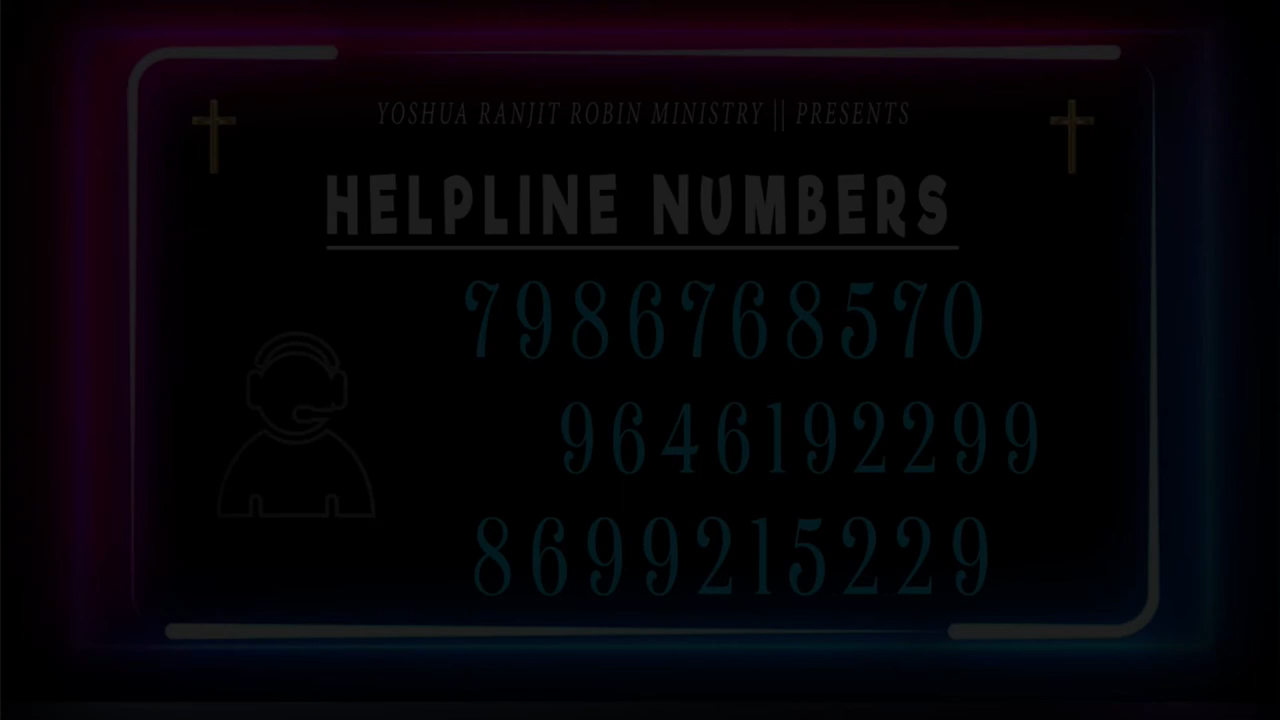 YOSHUA RANJIT ROBIN MINISTRY || PRESENTS
HELPLINE NUMBERS
7986768570
9646192299
8699215229